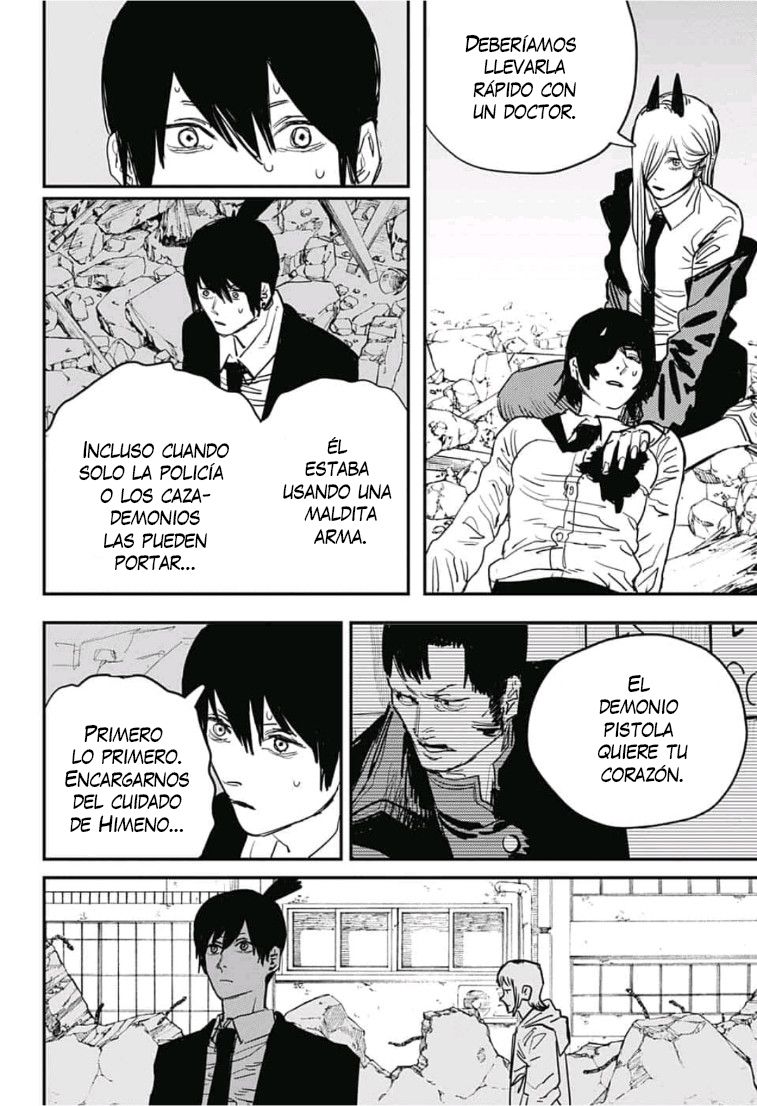 DEBERÍAMOS
LLEVARLA
RÁPIDO CON
UN DOCTOR.
ÉL
ESTABA
USANDO UNA
MALDITA
ARMA.
INCLUSO CUANDO
SOLO LA POLICÍA
O LOS CAZA-
DEMONIOS
LAS PUEDEN
PORTAR...
EL
DEMONIO
PISTOLA
QUIERE TU
CORAZÓN.
PRIMERO
LO PRIMERO.
ENCARGARNOS
DEL CUIDADO
DE HIMENO...